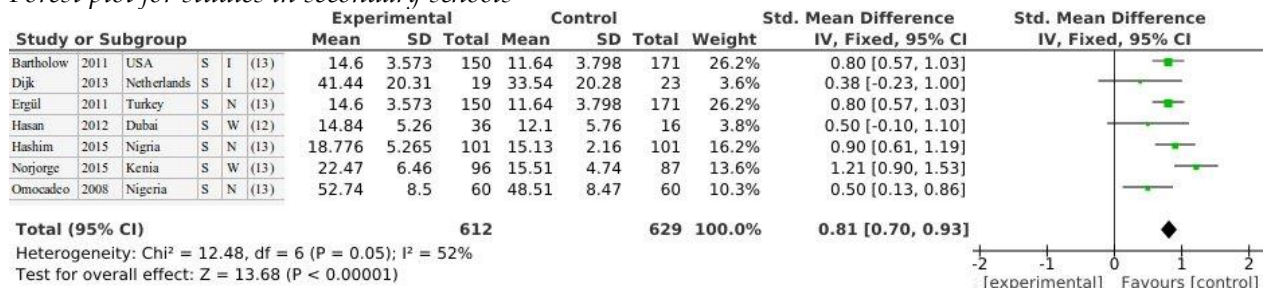 Forest plot for studies in secondary schools
Experimental Control Std. Mean Difference Std. Mean Difference
Study or Subgroup Mean SD Total Mean SD Total Weight IV, Fixed, 95% CI IV, Fixed, 95% CI
Bartholow 2011 USA S I (13) 14.6 3.573 150 11.64 3.798 171 26.2% 0.80 [0.57, 1.03]
Dijk 2013 Netherlands S I (12) 41.44 20.31 19 33.54 20.28 23 3.6% 0.38 [-0.23, 1.00]
Ergül 2011 Turkey S N (13) 14.6 3.573 150 11.64 3.798 171 26.2% 0.80 [0.57, 1.03]
Hasan 2012 Dubai S W (12) 14.84 5.26 36 12.1 5.76 16 3.8% 0.50 [-0.10, 1.10]
Hashim 2015 Nigria S N (13) 18.776 5.265 101 15.13 2.16 101 16.2% 0.90 [0.61, 1.19]
Norjorge 2015 Kenia S W (13) 22.47 6.46 96 15.51 4.74 87 13.6% 1.21 [0.90, 1.53]
Omocadeo 2008 Nigeria S N (13) 52.74 8.5 60 48.51 8.47 60 10.3% 0.50 [0.13, 0.86]
Total (95% CI) 612 629 100.0% 0.81 [0.70, 0.93]
Heterogeneity: Chi² = 12.48, df = 6 (P = 0.05); I² = 52%
Test for overall effect: Z = 13.68 (P < 0.00001)
-2 -1 0 1 2
[experimental] Favours [control]